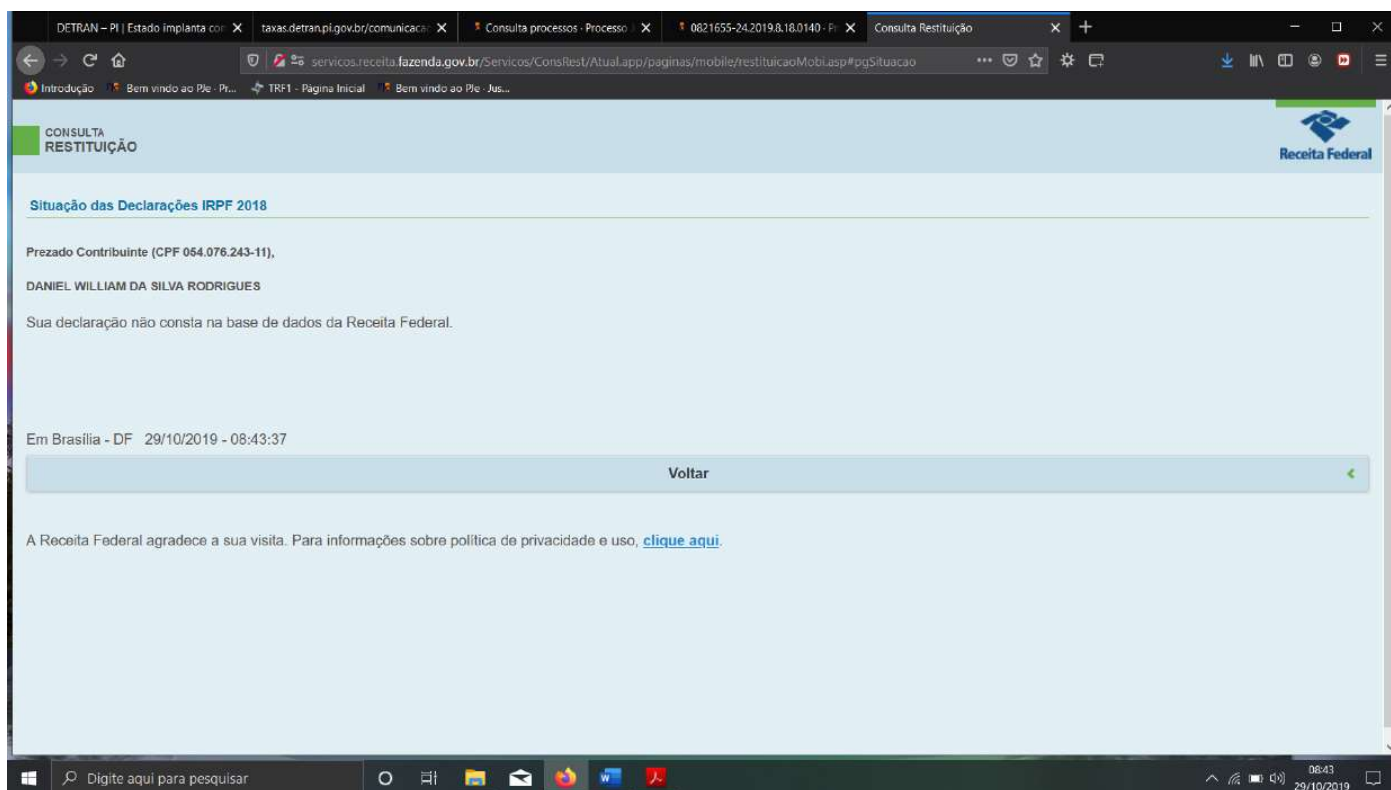 DETRAN – PI | Estado implanta con
taxas.detran.pi.gov.br/comunicaca
Consulta processos · Processo J
0821655-24.2019.8.18.0140 · Pr
Consulta Restituição
servicos.receita.fazenda.gov.br/Servicos/ConsRest/Atual.app/paginas/mobile/restituicaoMobi.asp#pgSituacao
Introdução
Bem vindo ao PJe · Pr...
TRF1 - Página Inicial
Bem vindo ao PJe · Jus...
CONSULTA
RESTITUIÇÃO
Receita Federal
Situação das Declarações IRPF 2018
Prezado Contribuinte (CPF 054.076.243-11),
DANIEL WILLIAM DA SILVA RODRIGUES
Sua declaração não consta na base de dados da Receita Federal.
Em Brasília - DF 29/10/2019 - 08:43:37
Voltar
A Receita Federal agradece a sua visita. Para informações sobre política de privacidade e uso, clique aqui.
Digite aqui para pesquisar
08:43
29/10/2019